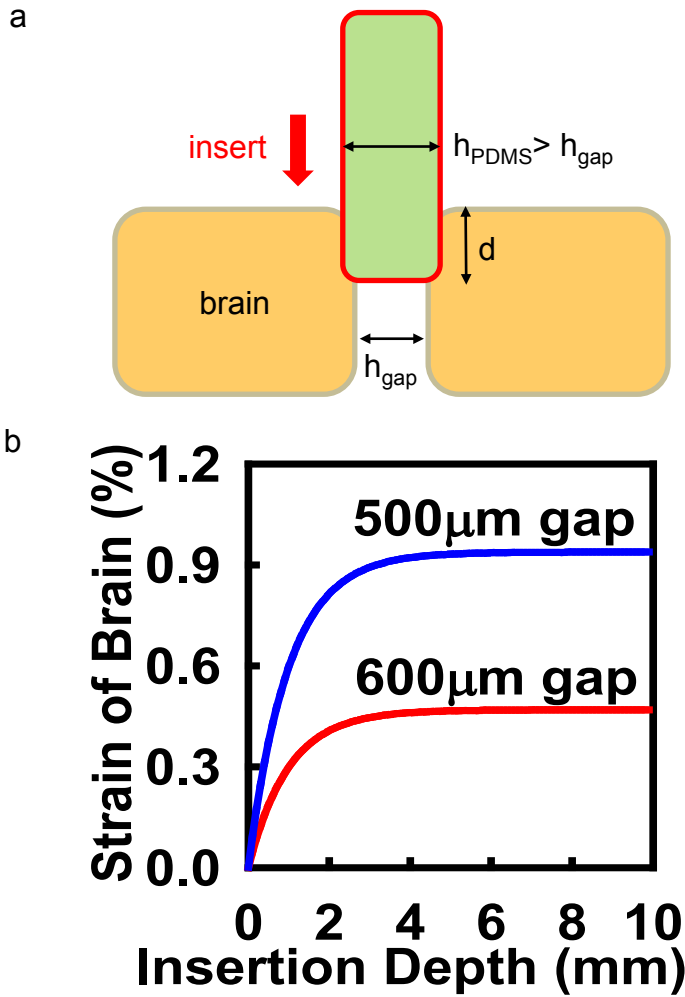 a
insert
hPDMS> hgap
d
brain
hgap
b
Strain of Brain (%)
1.2
0.9
0.6
0.3
0.0
500μm gap
600μm gap
0 2 4 6 8 10
Insertion Depth (mm)